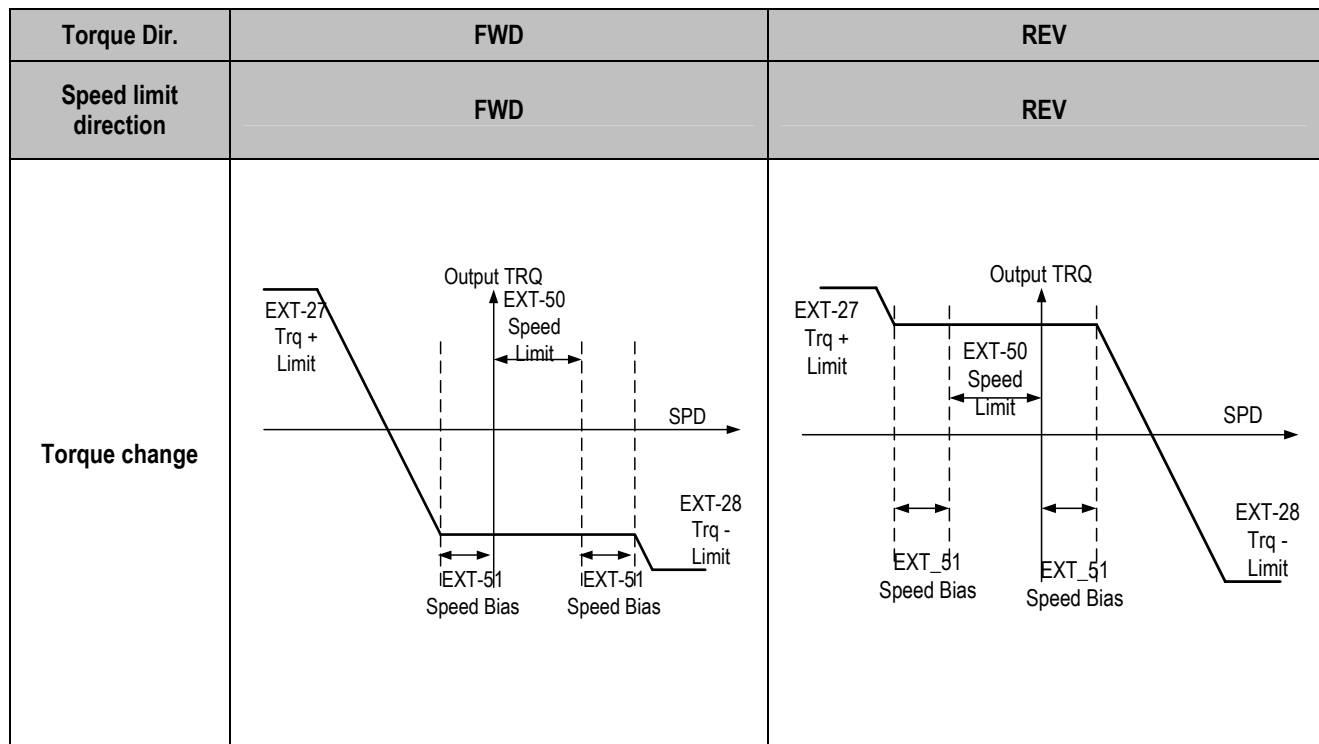 Torque Dir.
FWD
REV
Speed limit
direction
FWD
REV
Torque change
Output TRQ
EXT-50
Speed
Limit
EXT-27
Trq +
Limit
SPD
EXT-28
Trq -
Limit
EXT-51
Speed Bias
EXT-51
Speed Bias
Output TRQ
EXT-27
Trq +
Limit
EXT-50
Speed
Limit
SPD
EXT-28
Trq -
Limit
EXT_51
Speed Bias
EXT_51
Speed Bias